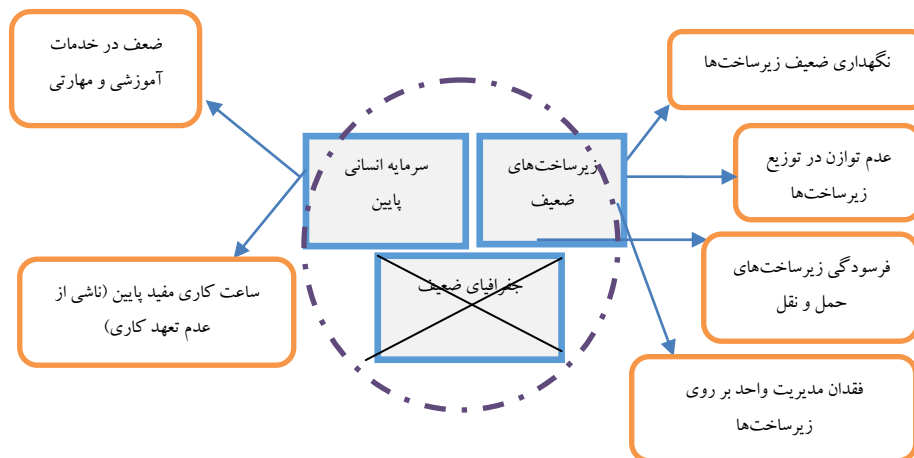 نگهداری ضعیف زیرساخت‌ها
عدم توازن در توزیع
زیرساخت‌ها
فرسودگی زیرساخت‌های
حمل و نقل
فقدان مدیریت واحد بر روی
زیرساخت‌ها
زیرساخت‌های
ضعیف
سرمایه انسانی
پایین
جغرافیای ضعیف
ضعف در خدمات
آموزشی و مهارتی
ساعت کاری مفید پایین (ناشی از
عدم تعهد کاری)